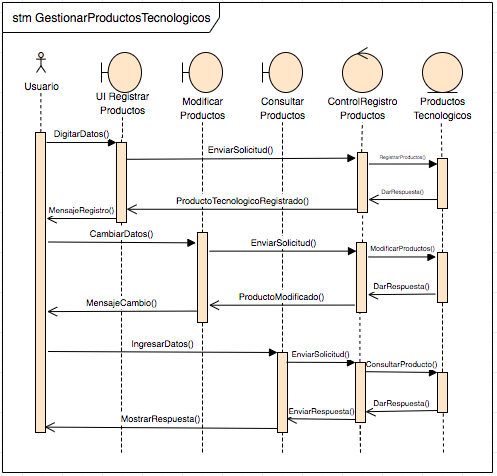 stm GestionarProductosTecnologicos
Usuario
UI Registrar
Productos
Modificar
Productos
Consultar
Productos
ControlRegistro
Productos
Productos
Tecnologicos
DigitarDatos()
EnviarSolicitud()
RegistrarProductos()
DarRespuesta()
ProductoTecnologicoRegistrado()
MensajeRegistro()
CambiarDatos()
EnviarSolicitud()
ModificarProductos()
DarRespuesta()
ProductoModificado()
MensajeCambio()
IngresarDatos()
EnviarSolicitud()
ConsultarProducto()
DarRespuesta()
EnviarRespuesta()
MostrarRespuesta()